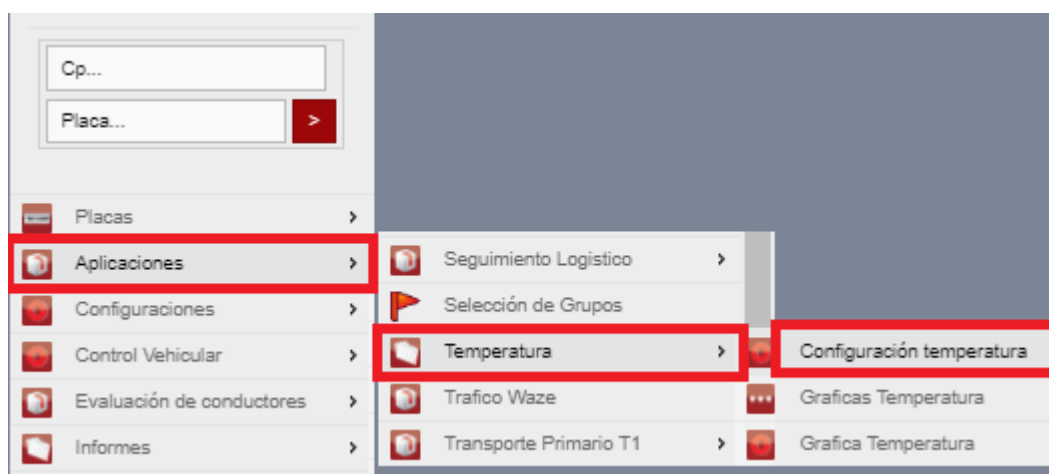 Cp...
Placa...
>
Placas
Aplicaciones
Configuraciones
Control Vehicular
Evaluación de conductores
Informes
Seguimiento Logistico
Selección de Grupos
Temperatura
Trafico Waze
Transporte Primario T1
Configuración temperatura
Graficas Temperatura
Grafica Temperatura